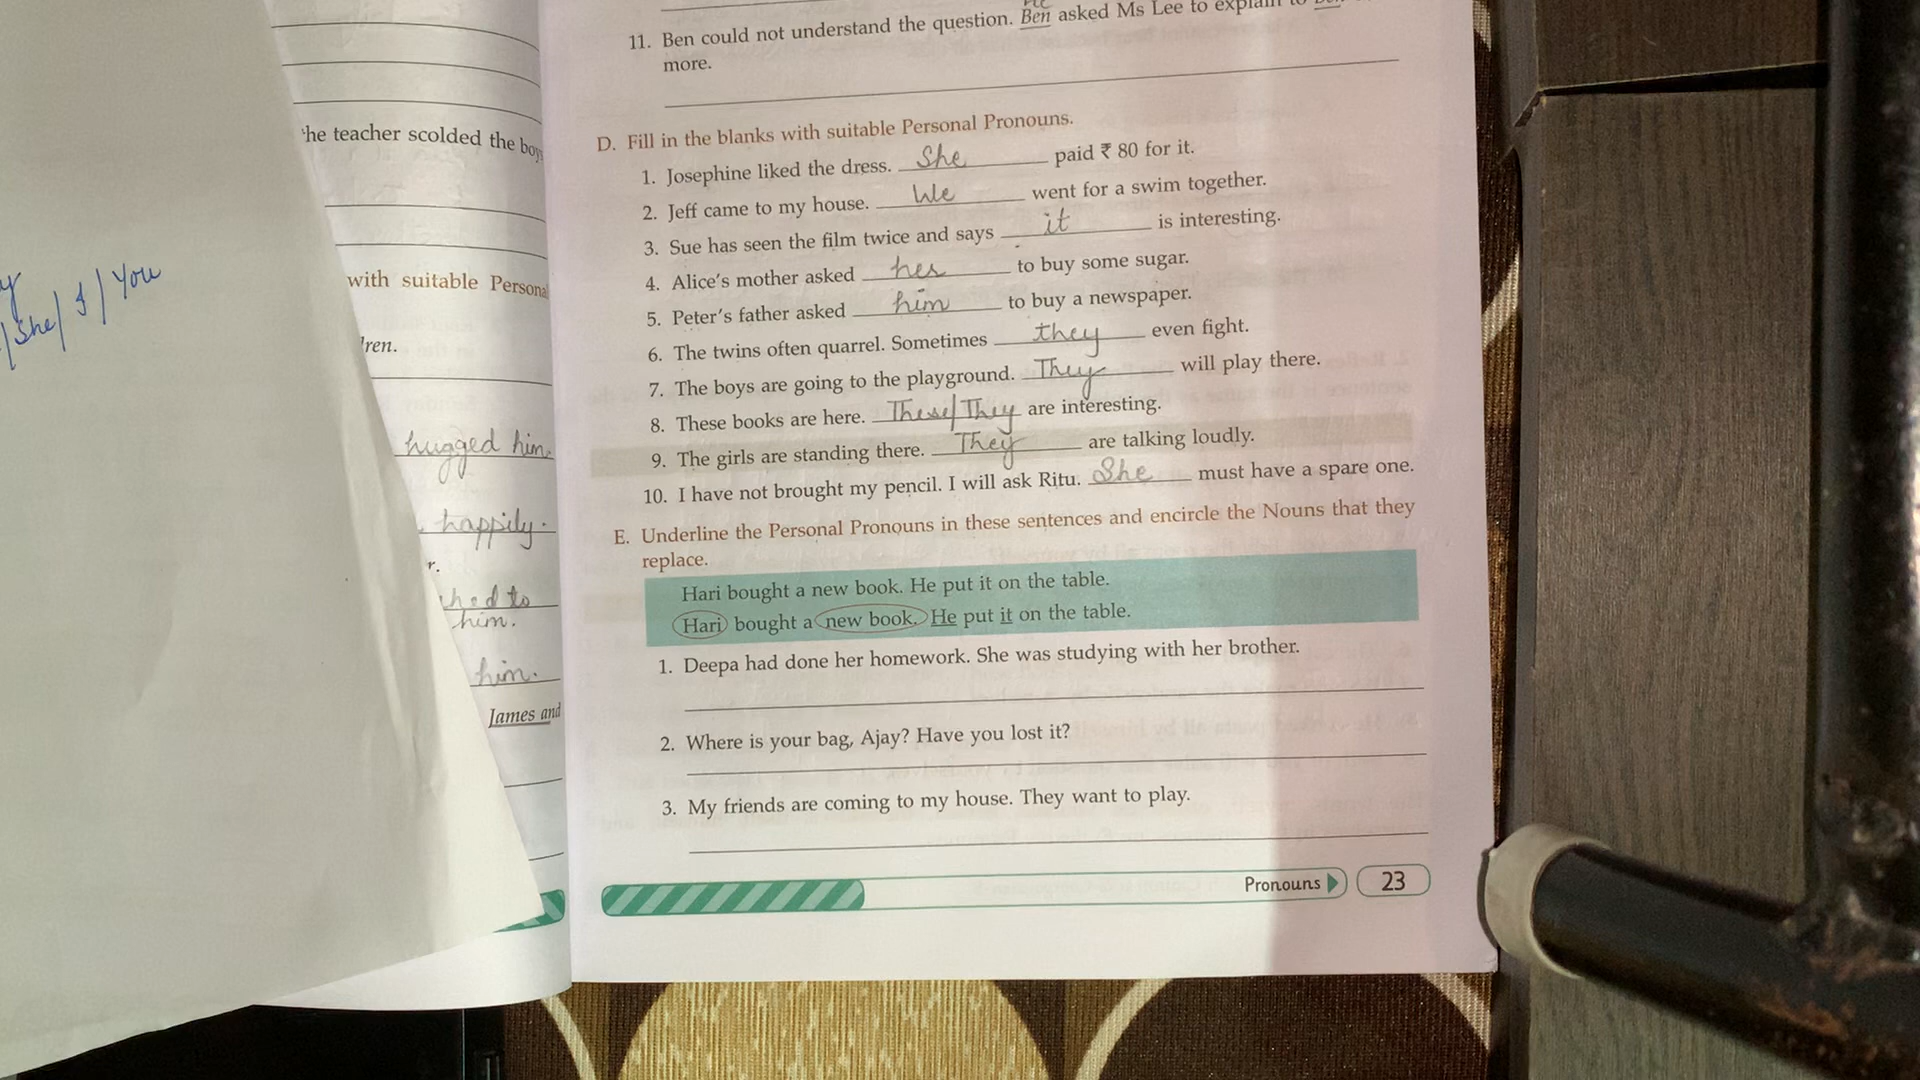 he teacher scolded the boy
with suitable Persona
ren.
hugged him.
happily.
r.
hed to
him.
him.
James and
/She/I/You
11. Ben could not understand the question. Ben asked Ms Lee to explain to
more.
D. Fill in the blanks with suitable Personal Pronouns.
1. Josephine liked the dress. She paid ₹ 80 for it.
2. Jeff came to my house. We went for a swim together.
3. Sue has seen the film twice and says it is interesting.
4. Alice's mother asked her to buy some sugar.
5. Peter's father asked him to buy a newspaper.
6. The twins often quarrel. Sometimes they even fight.
7. The boys are going to the playground. They will play there.
8. These books are here. These/They are interesting.
9. The girls are standing there. They are talking loudly.
10. I have not brought my pencil. I will ask Ritu. She must have a spare one.
E. Underline the Personal Pronouns in these sentences and encircle the Nouns that they
replace.
Hari bought a new book. He put it on the table.
Hari bought a new book. He put it on the table.
1. Deepa had done her homework. She was studying with her brother.
2. Where is your bag, Ajay? Have you lost it?
3. My friends are coming to my house. They want to play.
Pronouns 23